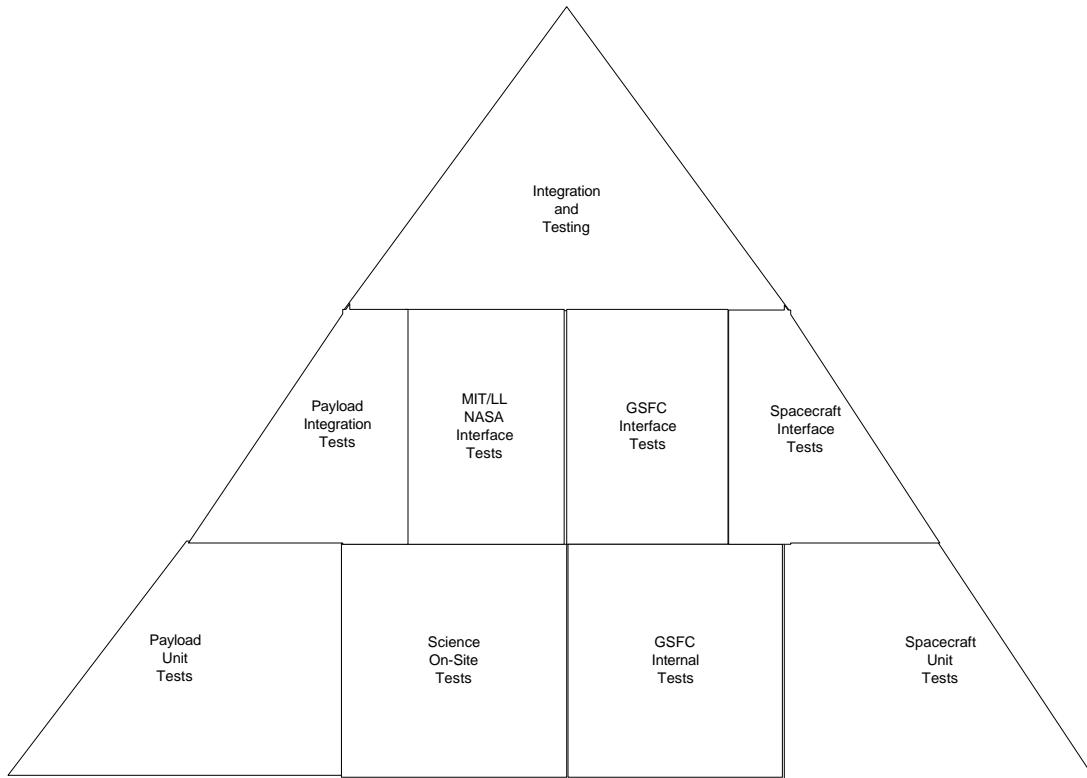 Integration
and
Testing
Payload
Integration
Tests
MIT/LL
NASA
Interface
Tests
GSFC
Interface
Tests
Spacecraft
Interface
Tests
Payload
Unit
Tests
Science
On-Site
Tests
GSFC
Internal
Tests
Spacecraft
Unit
Tests